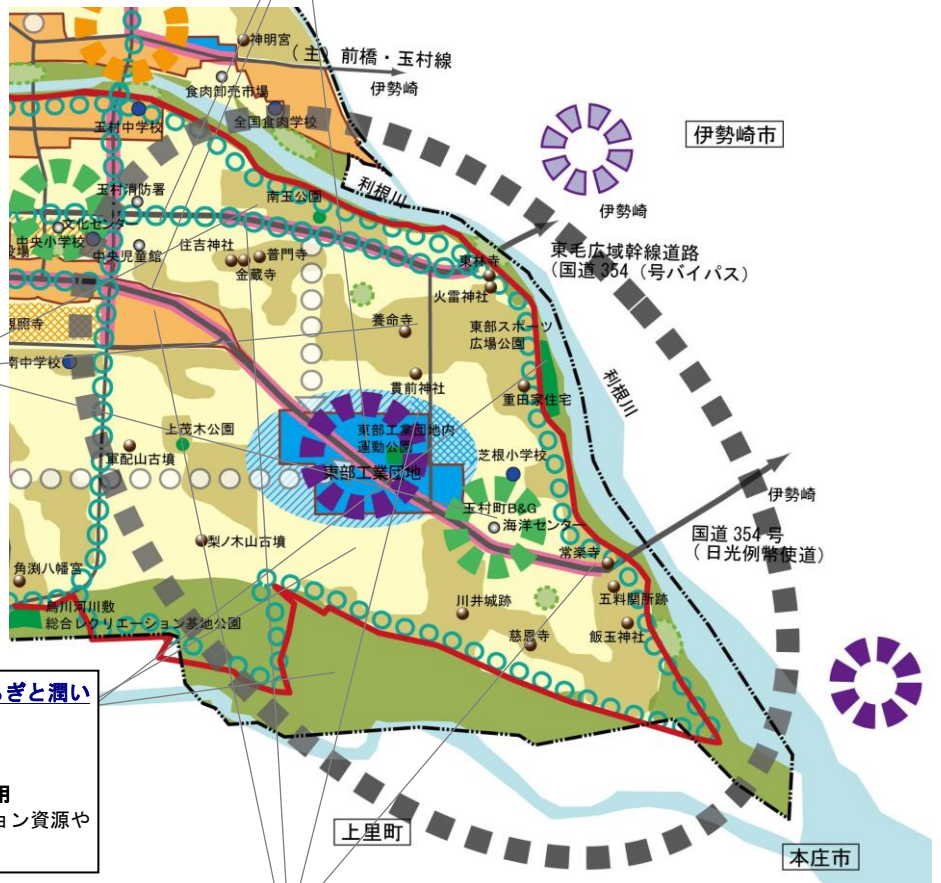 神明宮
（主）前橋・玉村線
伊勢崎
食肉卸売市場
全国食肉学校
玉村中学校
伊勢崎市
利根川
伊勢崎
玉村消防署
南玉公園
文化センター
中央小学校
役場
中央児童館
住吉神社
普門寺
金蔵寺
東林寺
東毛広域幹線道路
（国道354（号バイパス）
火雷神社
養命寺
東部スポーツ
広場公園
観照寺
南中学校
貫前神社
利根川
重田家住宅
上茂木公園
東部工業団地内
運動公園
軍配山古墳
東部工業団地
芝根小学校
伊勢崎
玉村町B&G
海洋センター
国道354号
（日光例幣使道）
梨ノ木山古墳
常楽寺
角渕八幡宮
五料関所跡
烏川河川敷
総合レクリエーション基地公園
川井城跡
飯玉神社
慈恩寺
ぎと潤い
用
ョン資源や
上里町
本庄市